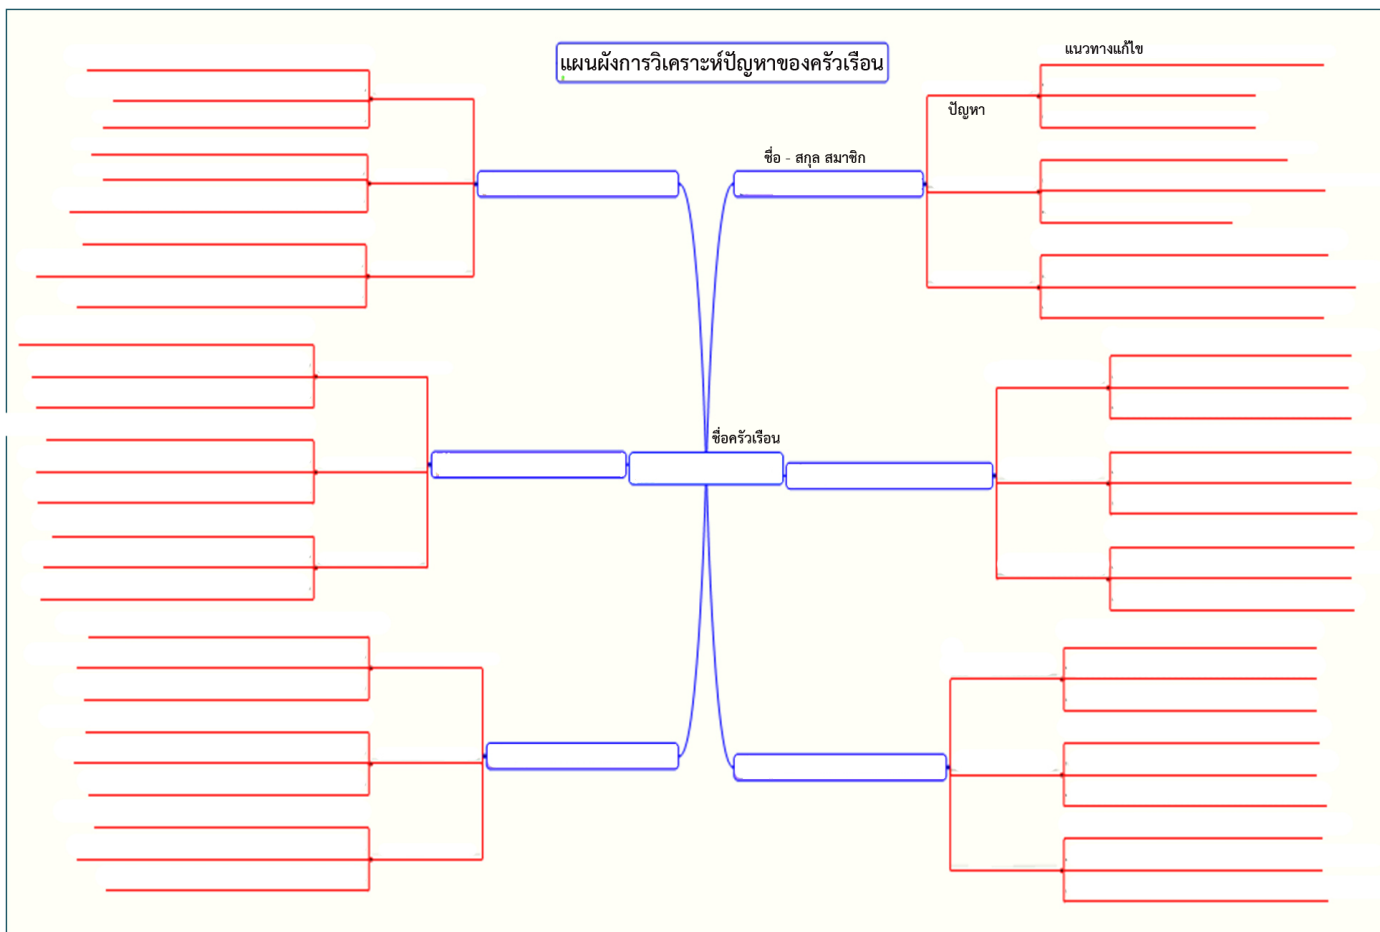 แผนผังการวิเคราะห์ปัญหาของครัวเรือน
แนวทางแก้ไข
ปัญหา
ชื่อ - สกุล สมาชิก
ชื่อครัวเรือน